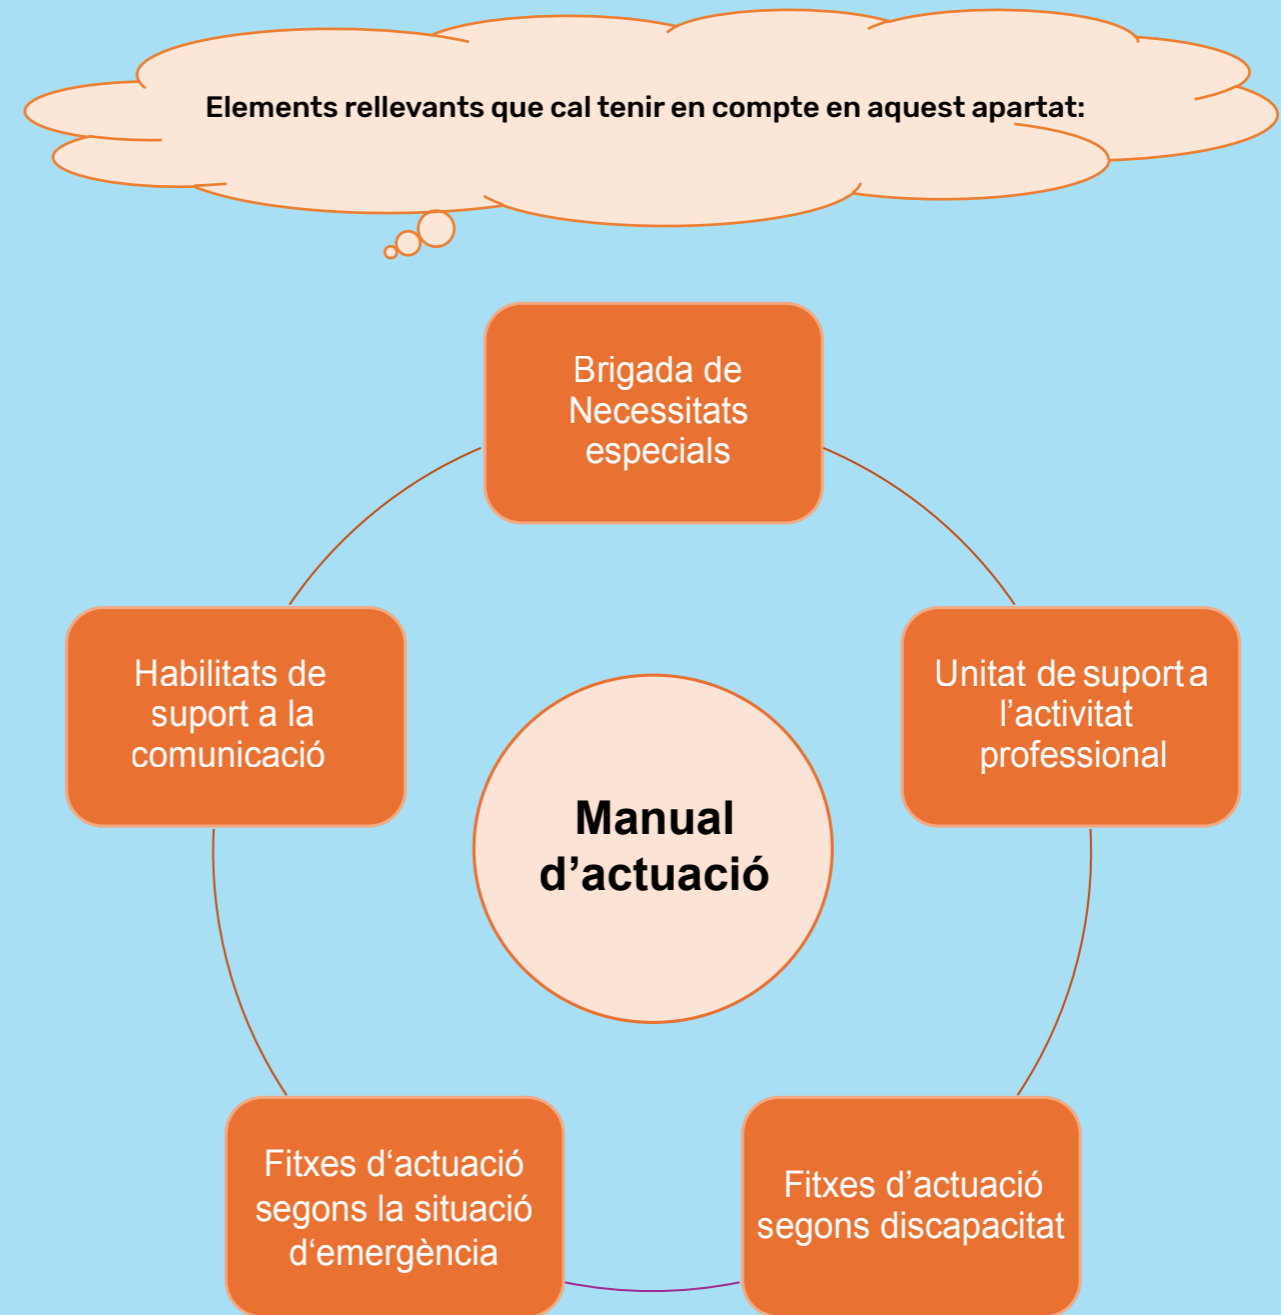 Elements rellevants que cal tenir en compte en aquest apartat:
Brigada de
Necessitats
especials
Habilitats de
suport a la
comunicació
Unitat de suport a
l’activitat
professional
Manual
d’actuació
Fitxes d‘actuació
segons la situació
d‘emergència
Fitxes d’actuació
segons discapacitat